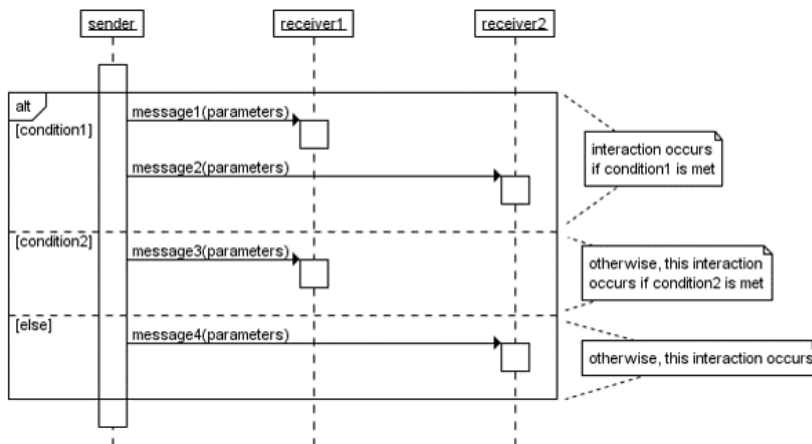 sender
receiver1
receiver2
alt
[condition1]
message1(parameters)
message2(parameters)
interaction occurs
if condition1 is met
[condition2]
message3(parameters)
otherwise, this interaction
occurs if condition2 is met
[else]
message4(parameters)
otherwise, this interaction occurs